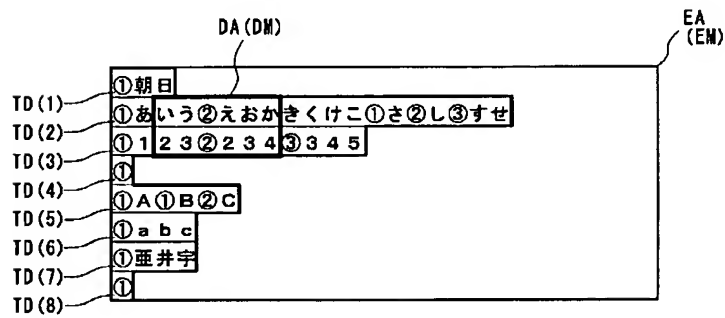 DA(DM)
EA
(EM)
TD(1) ①朝日
TD(2) ①あいう②えおかきくけこ①さ②し③すせ
TD(3) ①123②234③345
TD(4) ①
TD(5) ①A①B②C
TD(6) ①abc
TD(7) ①亜井宇
TD(8) ①